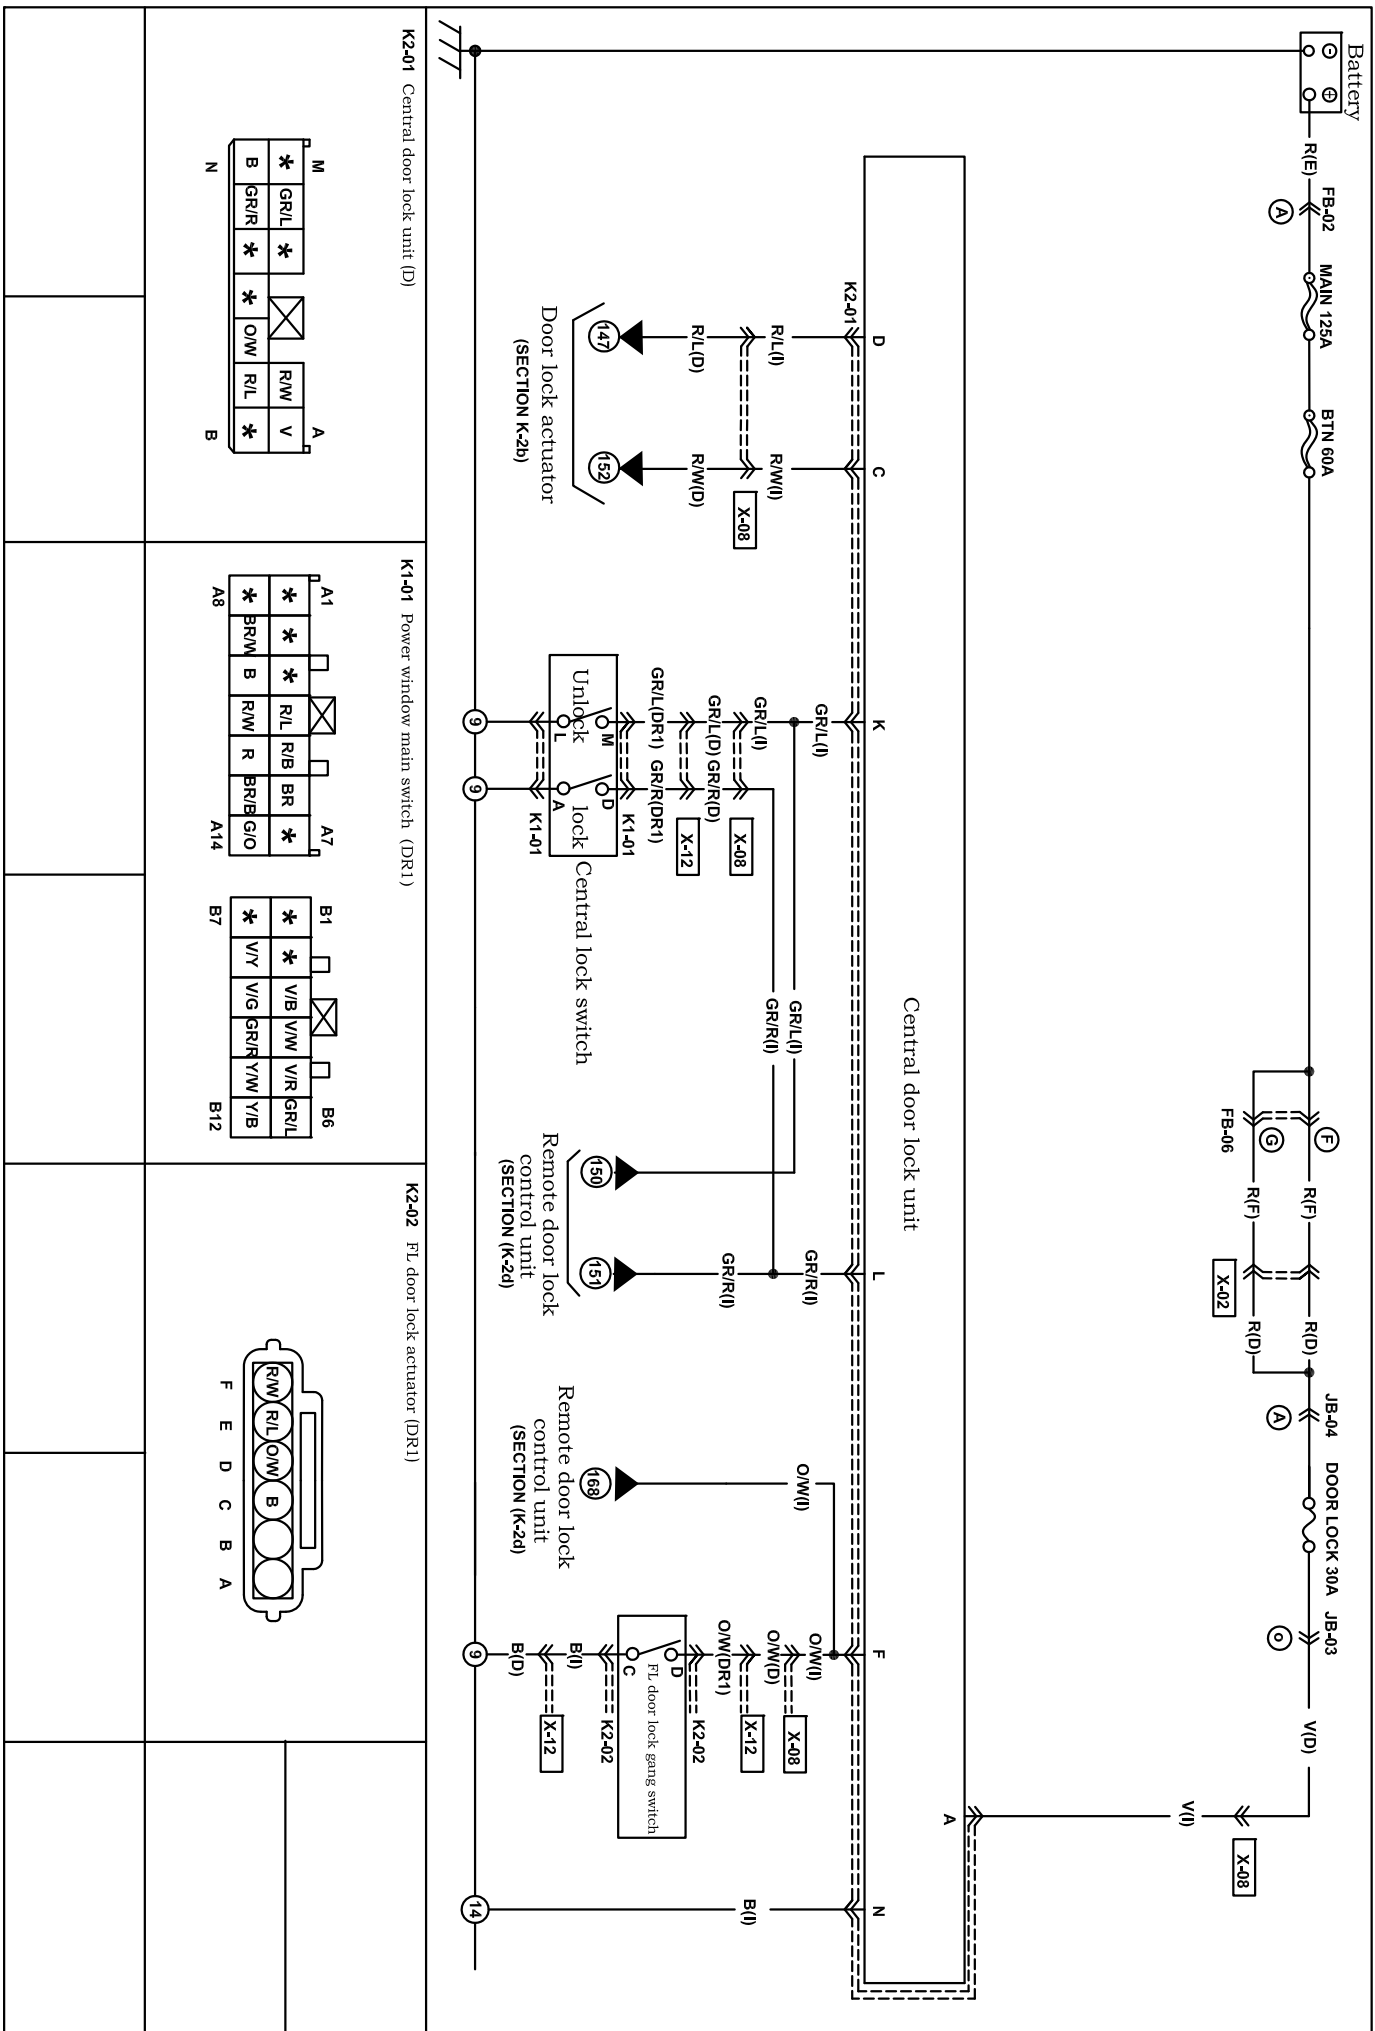 Battery
R(E)
FB-02
A
MAIN 125A
BTN 60A
F
G
FB-06
R(F)
R(F)
X-02
R(D)
R(D)
JB-04
A
DOOR LOCK 30A
JB-03
O
V(D)
X-08
V(I)
A
Central door lock unit
K2-01
D
C
K
L
F
N
R/L(I)
R/W(I)
X-08
R/L(D)
R/W(D)
147
152
Door lock actuator
(SECTION K-2b)
GR/L(I)
GR/L(I)
X-08
GR/L(D)
GR/R(D)
X-12
GR/L(DR1)
GR/R(DR1)
K1-01
M
D
Unlock
lock
L
A
K1-01
Central lock switch
9
9
GR/L(I)
GR/R(I)
GR/R(I)
GR/R(I)
150
151
Remote door lock
control unit
(SECTION (K-2d)
O/W(I)
168
Remote door lock
control unit
(SECTION (K-2d)
O/W(I)
X-08
O/W(D)
X-12
O/W(DR1)
K2-02
D
FL door lock gang switch
C
K2-02
B(I)
X-12
B(D)
9
B(I)
14
K2-01 Central door lock unit (D)
M
A
* GR/L * R/W V
B GR/R * * O/W R/L *
N
B
K1-01 Power window main switch (DR1)
A1
A7
* * * R/L R/B BR *
* BR/W B R/W R BR/B G/O
A8
A14
B1
B6
* * V/B V/W V/R GR/L
* V/Y V/G GR/R Y/W Y/B
B7
B12
K2-02 FL door lock actuator (DR1)
R/W R/L O/W B
F E D C B A